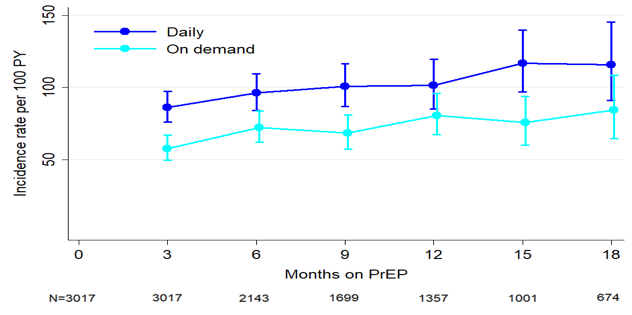 150
100
50
Incidence rate per 100 PY
Daily
On demand
0 3 6 9 12 15 18
Months on PrEP
N=3017 3017 2143 1699 1357 1001 674